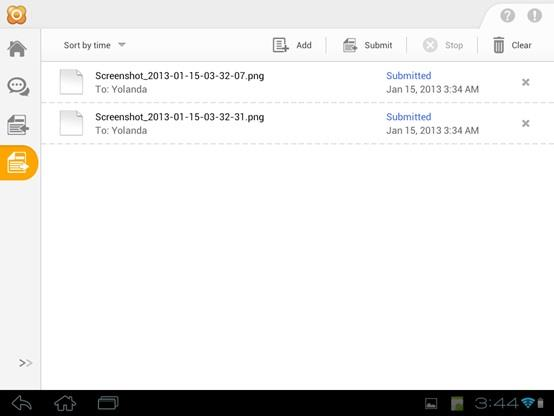 Sort by time
Add
Submit
Stop
Clear
Screenshot_2013-01-15-03-32-07.png
Submitted
To: Yolanda
Jan 15, 2013 3:34 AM
Screenshot_2013-01-15-03-32-31.png
Submitted
To: Yolanda
Jan 15, 2013 3:34 AM
>>
3:44